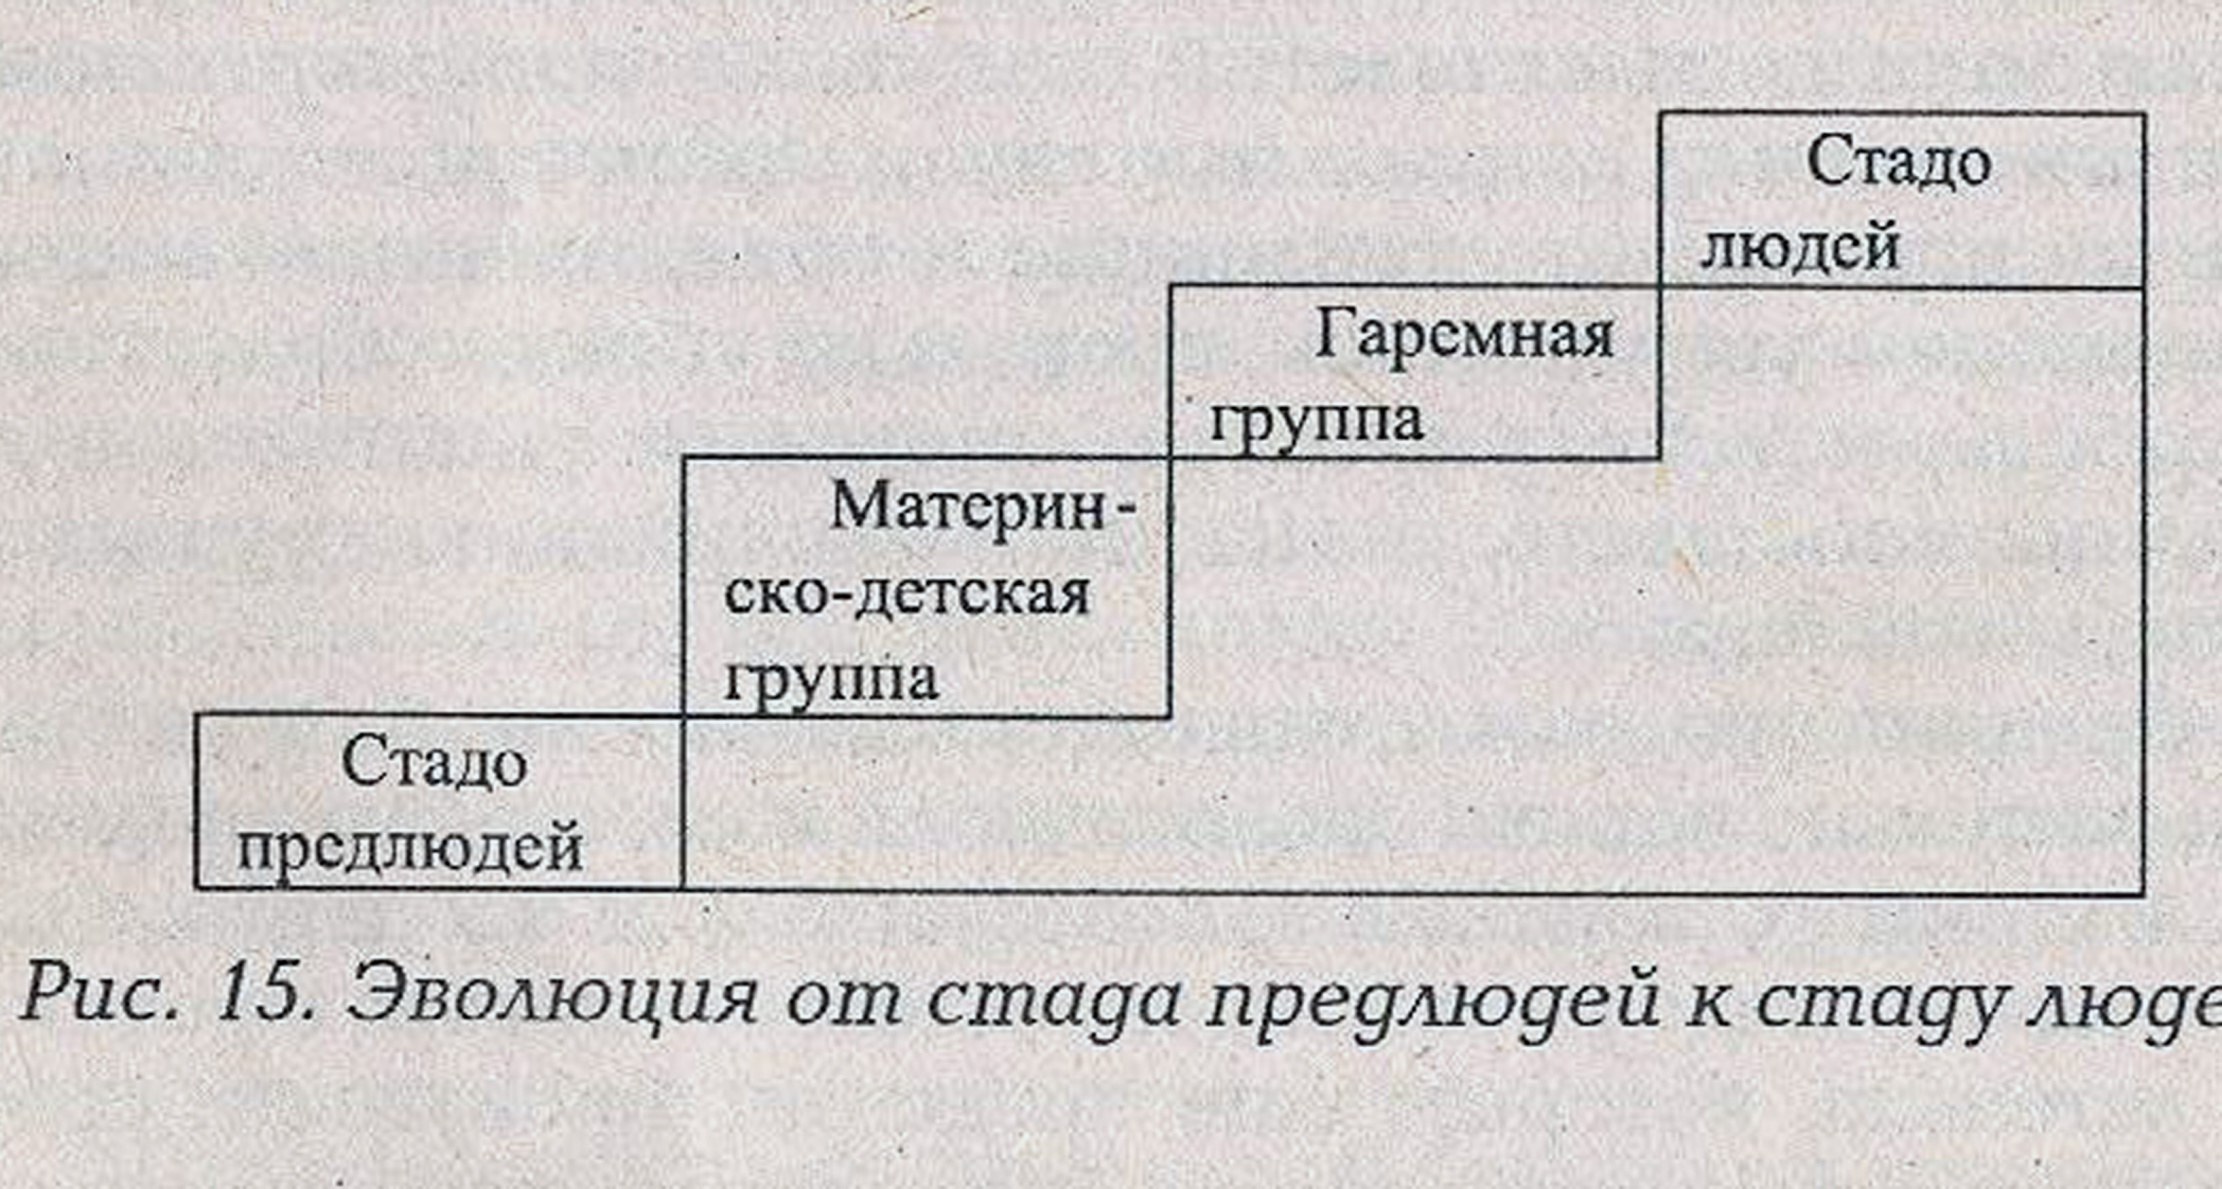 Стадо
людей
Гаремная
группа
Материн-
ско-детская
группа
Стадо
предлюдей
Рис. 15. Эволюция от стада предлюдей к стаду люде